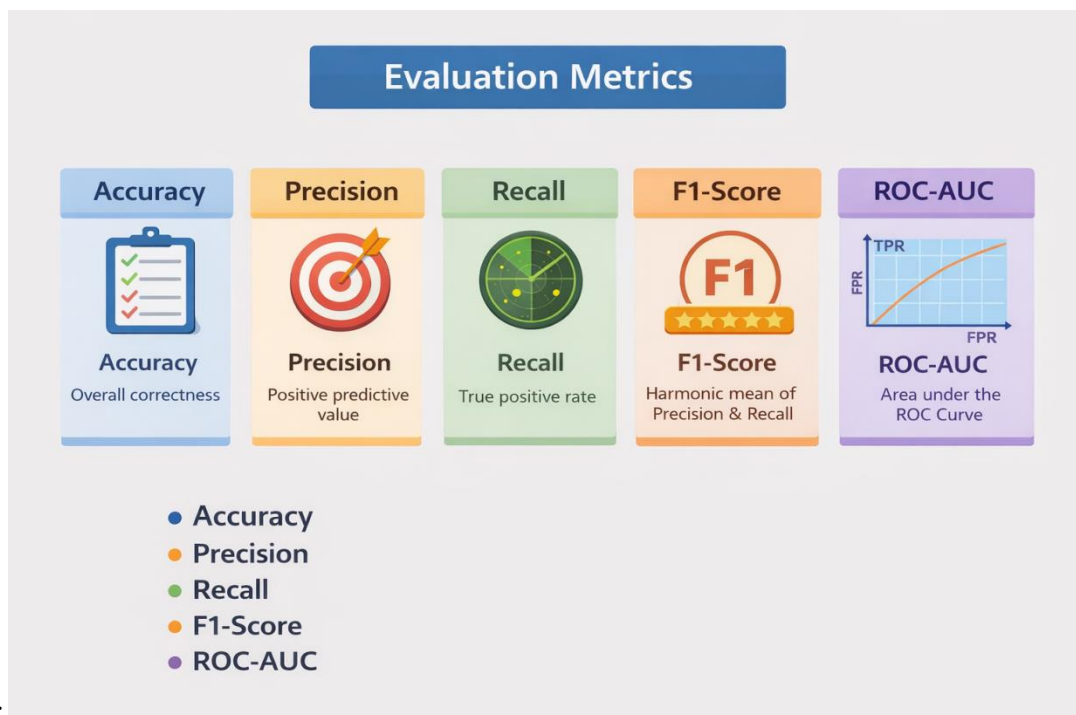 Evaluation Metrics
Accuracy
Precision
Recall
F1-Score
ROC-AUC
F1
TPR
FPR
FPR
Accuracy
Precision
Recall
F1-Score
ROC-AUC
Overall correctness
Positive predictive
value
True positive rate
Harmonic mean of
Precision & Recall
Area under the
ROC Curve
• Accuracy
• Precision
• Recall
• F1-Score
• ROC-AUC
.